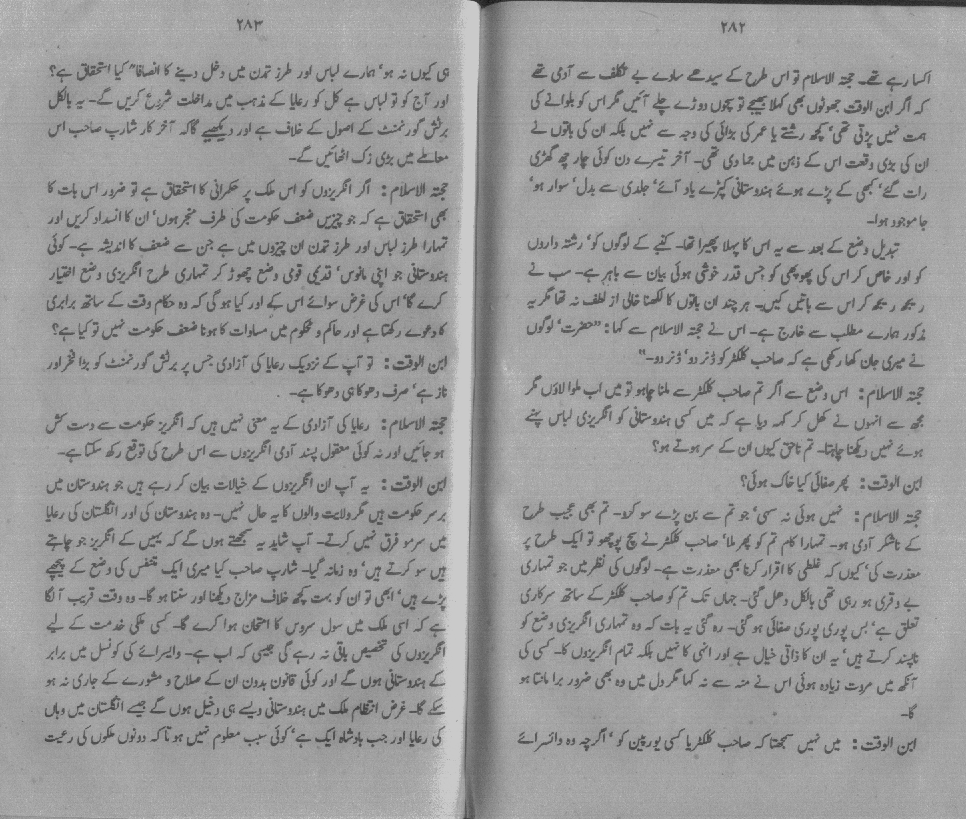 ۲۸۲
اکسا رہے تھے۔ حجتہ الاسلام تو اس طرح کے سیدھے سادے بے تکلف سے آدمی تھے
کہ اگر ابن الوقت جھوٹوں بھی کہلا بھیجے تو سچوں دوڑے چلے آئیں مگر اس کو بلوانے کی
ہمت نہیں پڑتی تھی‘ کچھ رشتے یا عمر کی بڑائی کی وجہ سے نہیں بلکہ ان کی باتوں نے
ان کی بڑی وقعت اس کے ذہن میں جما دی تھی۔ آخر تیسرے دن کوئی چار چھ گھڑی
رات گئے‘ کبھی کے پڑے ہوئے ہندوستانی کپڑے یاد آئے‘ جلدی سے بدل‘ سوار ہو‘
جا موجود ہوا۔
تبدیل وضع کے بعد سے یہ اس کا پہلا پھیرا تھا۔ کنبے کے لوگوں کو‘ رشتہ داروں
کو اور خاص کر اس کی پھوپھی کو جس قدر خوشی ہوئی بیان سے باہر ہے۔ سب نے
ریجھ ریجھ کر اس سے باتیں کیں۔ ہر چند ان باتوں کا لکھنا خالی از لطف نہ تھا مگر یہ
مذکور ہمارے مطلب سے خارج ہے۔ اس نے حجتہ الاسلام سے کہا: ’’حضرت‘ لوگوں
نے میری جان کھا رکھی ہے کہ صاحب کلکٹر کو ڈنر دو‘ ڈنر دو۔‘‘
حجتہ الاسلام: اس وضع سے اگر تم صاحب کلکٹر سے ملنا چاہو تو میں اب ملوا لاؤں مگر
مجھ سے انہوں نے کھل کر کہہ دیا ہے کہ میں کسی ہندوستانی کو انگریزی لباس پہنے
ہوئے نہیں دیکھنا چاہتا۔ تم ناحق کیوں ان کے سر ہوتے ہو؟
ابن الوقت: پھر صفائی کیا خاک ہوئی؟
حجتہ الاسلام: نہیں ہوئی نہ سہی‘ جو تم سے بن پڑے سو کرو۔ تم بھی عجیب طرح
کے ناشکر آدمی ہو۔ تمہارا کام تم کو پھر ملا‘ صاحب کلکٹر نے سچ پوچھو تو ایک طرح پر
معذرت کی‘ کیوں کہ غلطی کا اقرار کرنا بھی معذرت ہے۔ لوگوں کی نظر میں جو تمہاری
بے وقری ہو رہی تھی بالکل دھل گئی۔ جہاں تک تم کو صاحب کلکٹر کے ساتھ سرکاری
تعلق ہے‘ بس پوری پوری صفائی ہو گئی۔ رہ گئی یہ بات کہ وہ تمہاری انگریزی وضع کو
ناپسند کرتے ہیں‘ یہ ان کا ذاتی خیال ہے اور انہی کا نہیں بلکہ تمام انگریزوں کا۔ کسی کی
آنکھ میں مروت زیادہ ہوئی اس نے منہ سے نہ کہا مگر دل میں وہ بھی ضرور برا مانتا ہو
گا۔
ابن الوقت: میں نہیں سمجھتا کہ صاحب کلکٹر یا کسی یورپین کو‘ اگرچہ وہ وائسرائے
۲۸۳
ہی کیوں نہ ہو‘ ہمارے لباس اور طرز تمدن میں دخل دینے کا انصافاً کیا استحقاق ہے؟
اور آج کو تو لباس ہے کل کو رعایا کے مذہب میں مداخلت شروع کریں گے۔ یہ بالکل
برٹش گورنمنٹ کے اصول کے خلاف ہے اور دیکھیے گا کہ آخر کار شارپ صاحب اس
معاملے میں بڑی زک اٹھائیں گے۔
حجتہ الاسلام: اگر انگریزوں کو اس ملک پر حکمرانی کا استحقاق ہے تو ضرور اس بات کا
بھی استحقاق ہے کہ جو چیزیں ضعف حکومت کی طرف منجر ہوں‘ ان کا انسداد کریں اور
تمہارا طرز لباس اور طرز تمدن ان چیزوں میں ہے جن سے ضعف کا اندیشہ ہے۔ کوئی
ہندوستانی جو اپنی مانوس‘ قدیمی قومی وضع چھوڑ کر تمہاری طرح انگریزی وضع اختیار
کرے گا‘ اس کی غرض سوائے اس کے اور کیا ہو گی کہ وہ حکام وقت کے ساتھ برابری
کا دعوے رکھتا ہے اور حاکم و محکوم میں مساوات کا ہونا ضعف حکومت نہیں تو کیا ہے؟
ابن الوقت: تو آپ کے نزدیک رعایا کی آزادی جس پر برٹش گورنمنٹ کو بڑا فخر اور
ناز ہے‘ صرف دھوکا ہی دھوکا ہے۔
حجتہ الاسلام: رعایا کی آزادی کے یہ معنی نہیں ہیں کہ انگریز حکومت سے دست کش
ہو جائیں اور نہ کوئی معقول پسند آدمی انگریزوں سے اس طرح کی توقع رکھ سکتا ہے۔
ابن الوقت: یہ آپ ان انگریزوں کے خیالات بیان کر رہے ہیں جو ہندوستان میں
برسر حکومت ہیں مگر ولایت والوں کا یہ حال نہیں۔ وہ ہندوستان کی اور انگلستان کی رعایا
میں سرمو فرق نہیں کرتے۔ آپ شاید یہ سمجھتے ہوں گے کہ یہیں کے انگریز جو چاہتے
ہیں سو کرتے ہیں‘ وہ زمانہ گیا۔ شارپ صاحب کیا میری ایک متنفس کی وضع کے پیچھے
پڑے ہیں‘ ابھی تو ان کو بہت کچھ خلاف مزاج دیکھنا اور سننا ہو گا۔ وہ وقت قریب آ لگا
ہے کہ اسی ملک میں سول سروس کا امتحان ہوا کرے گا۔ کسی ملکی خدمت کے لیے
انگریزوں کی تخصیص باقی نہ رہے گی جیسی کہ اب ہے۔ وایسرائے کی کونسل میں برابر
کے ہندوستانی ہوں گے اور کوئی قانون بدون ان کے صلاح و مشورے کے جاری نہ ہو
سکے گا۔ غرض انتظام ملک میں ہندوستانی ویسے ہی دخیل ہوں گے جیسے انگلستان میں وہاں
کی رعایا اور جب بادشاہ ایک ہے‘ کوئی سبب معلوم نہیں ہوتا کہ دونوں ملکوں کی رعیت